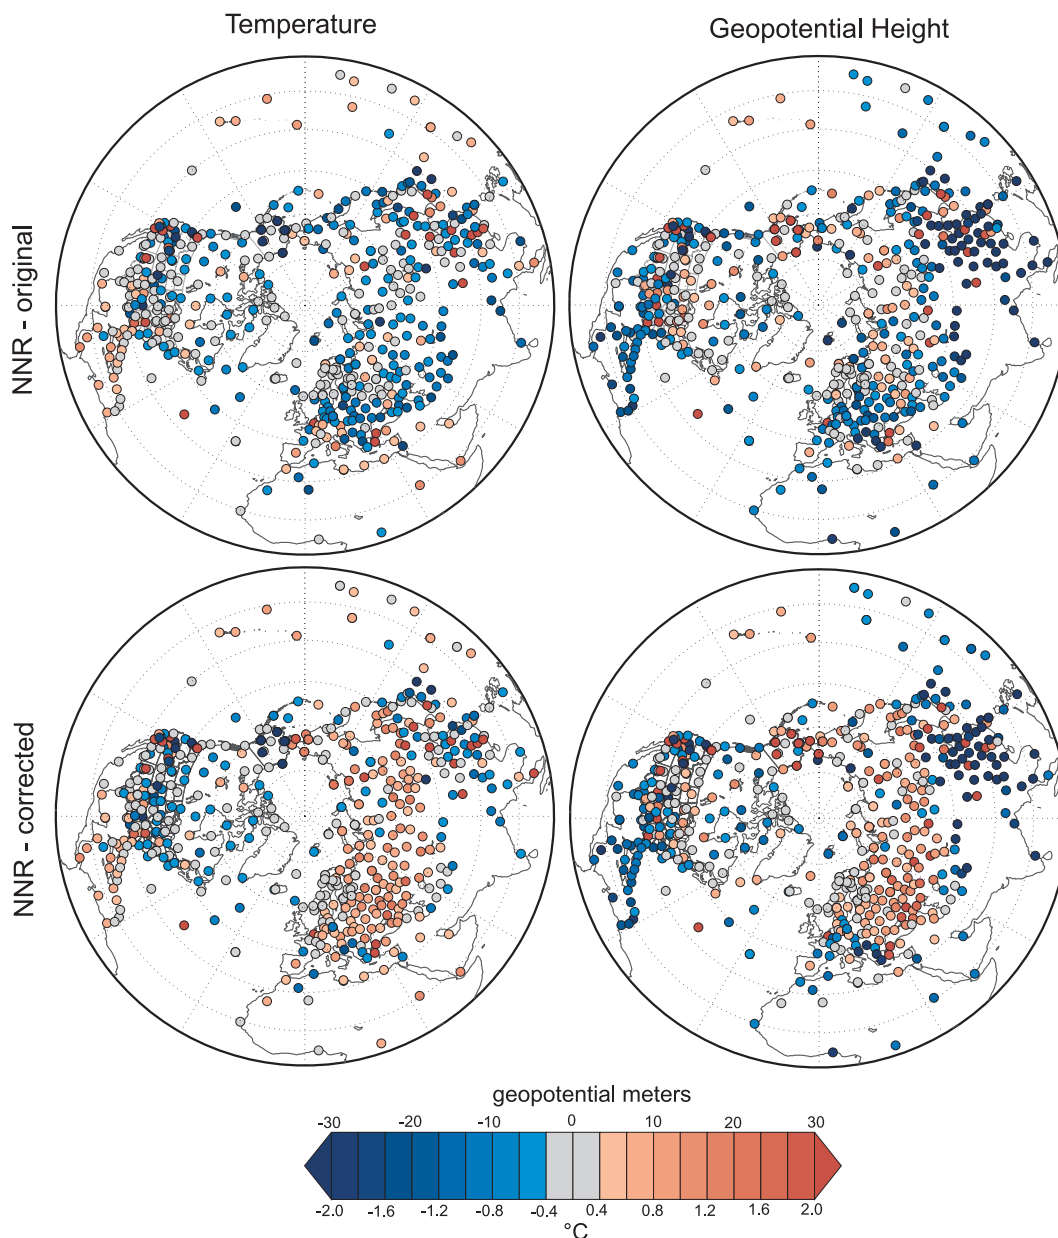 Temperature
Geopotential Height
NNR - original
NNR - corrected
geopotential meters
-30 -20 -10 0 10 20 30
-2.0 -1.6 -1.2 -0.8 -0.4 0.4 0.8 1.2 1.6 2.0
°C